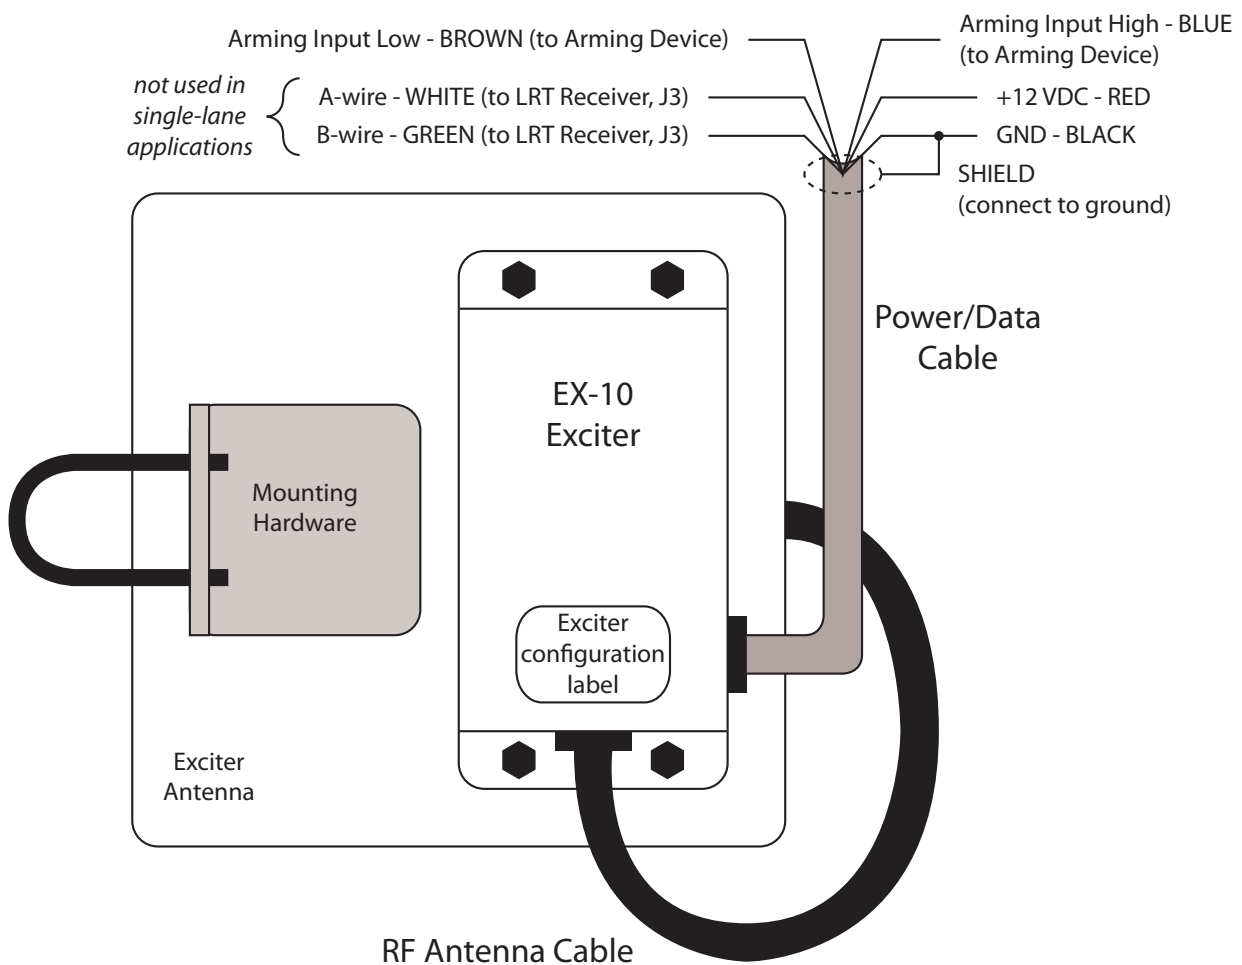 Arming Input Low - BROWN (to Arming Device)
Arming Input High - BLUE
(to Arming Device)
not used in
single-lane
applications
A-wire - WHITE (to LRT Receiver, J3)
B-wire - GREEN (to LRT Receiver, J3)
+12 VDC - RED
GND - BLACK
SHIELD
(connect to ground)
Power/Data
Cable
EX-10
Exciter
Mounting
Hardware
Exciter
configuration
label
Exciter
Antenna
RF Antenna Cable